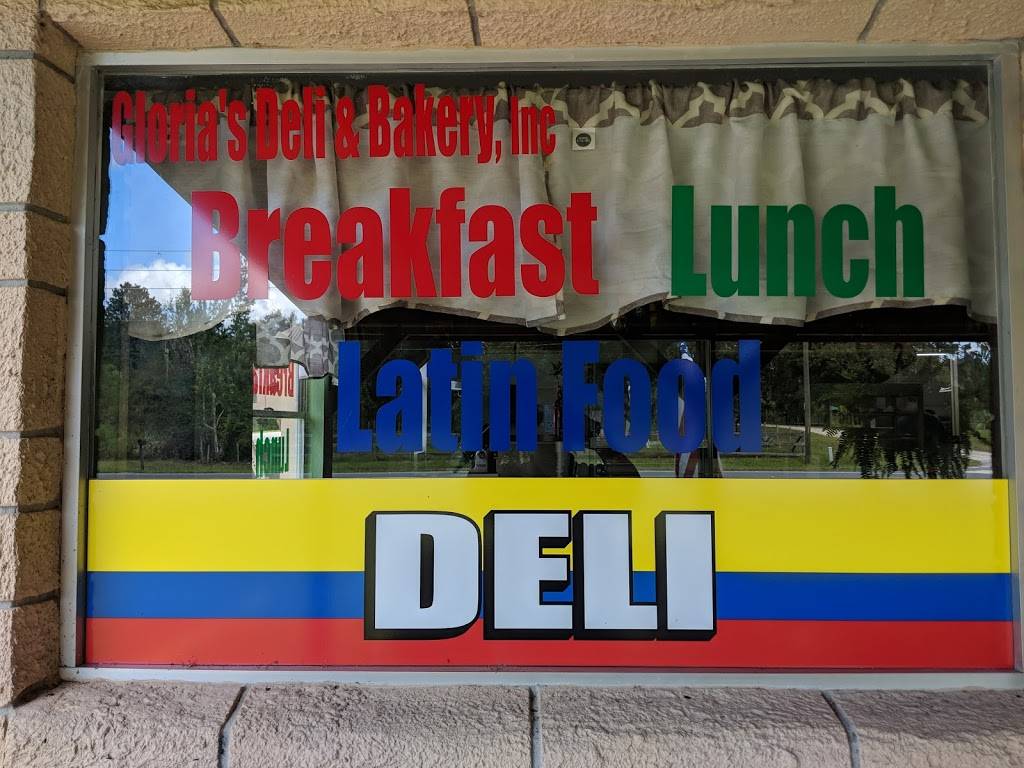 Gloria's Deli & Bakery, Inc
Breakfast Lunch
Latin Food
DELI